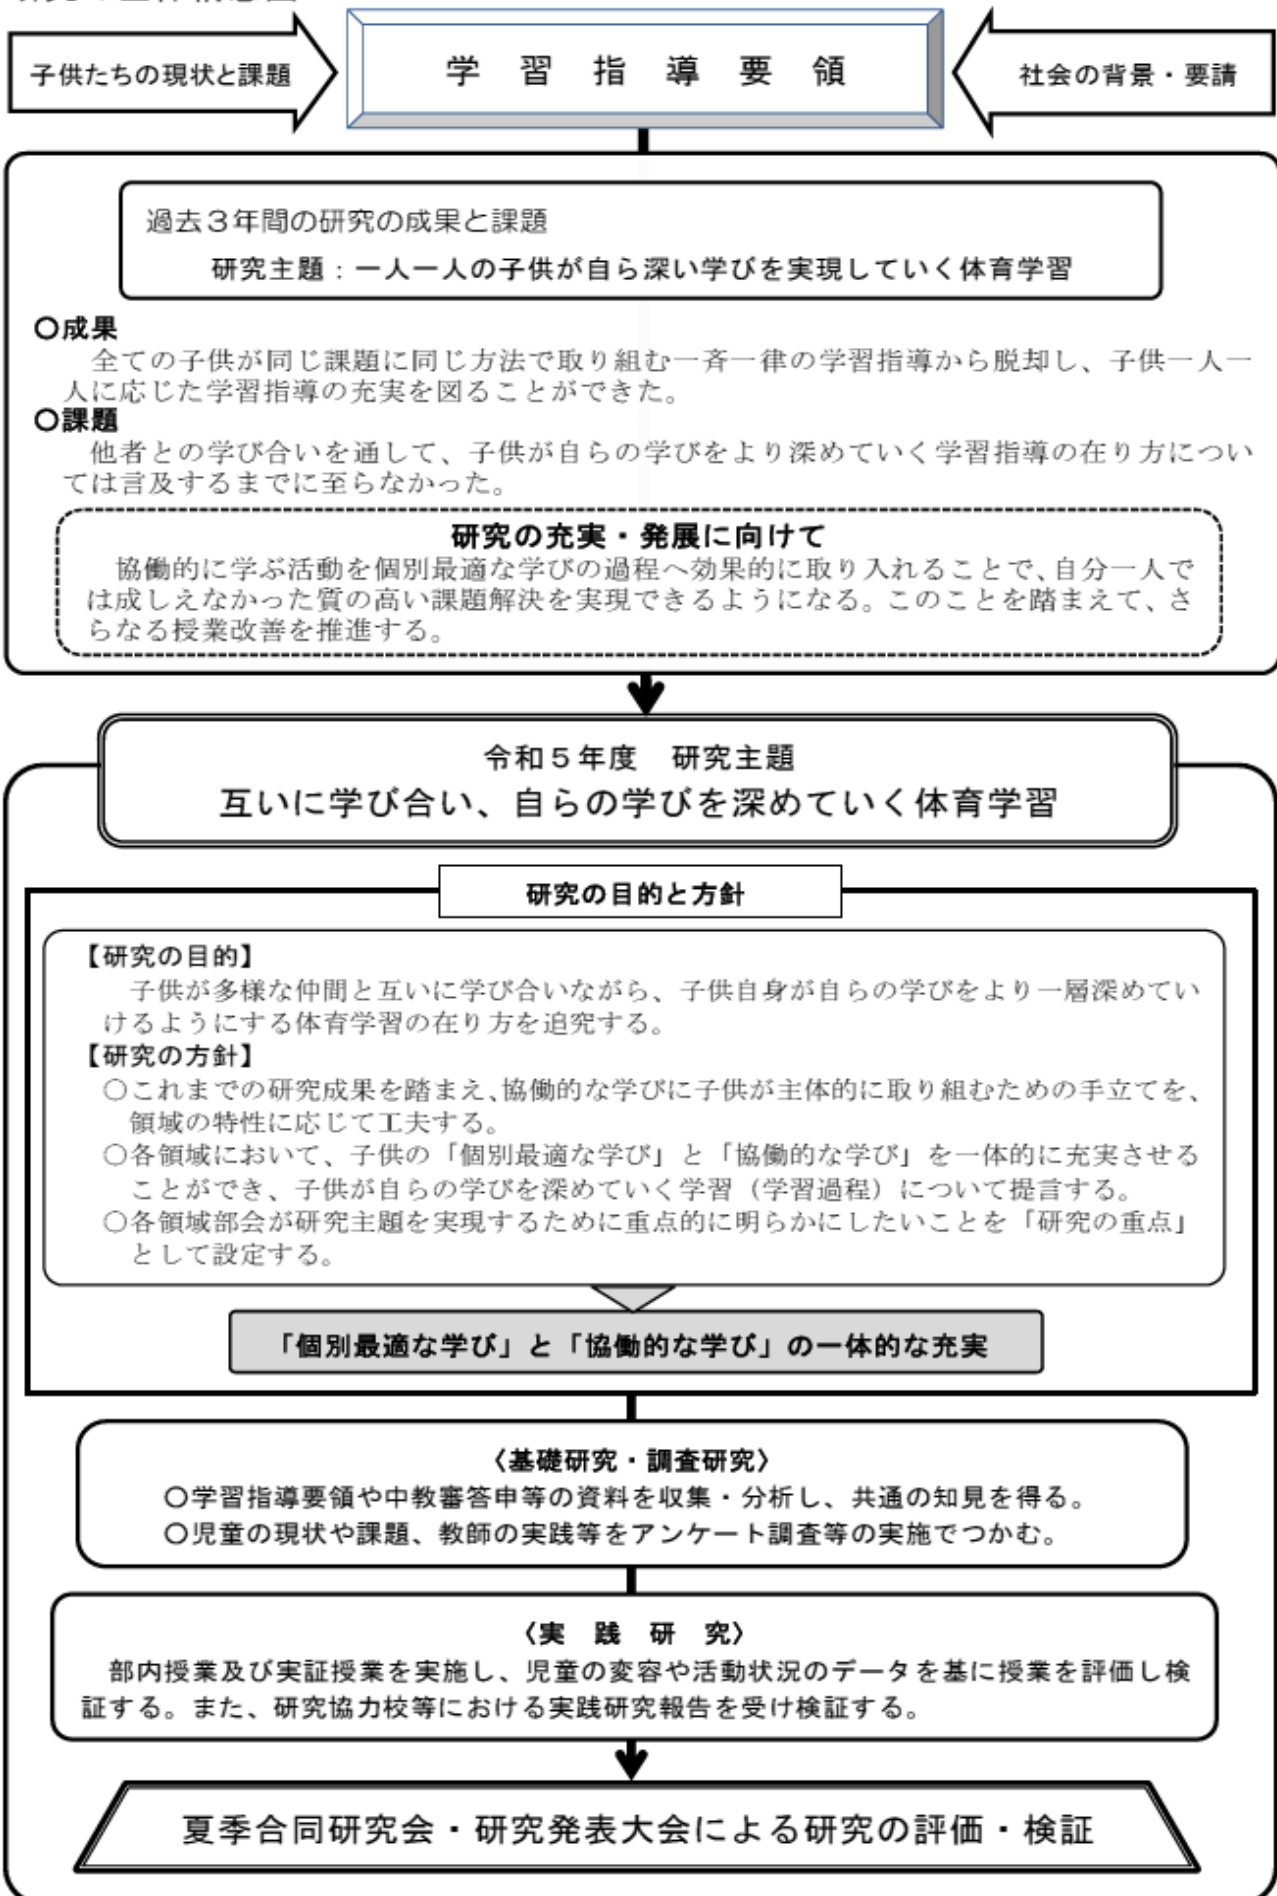 子供たちの現状と課題
学習指導要領
社会の背景・要請
過去3年間の研究の成果と課題
研究主題：一人一人の子供が自ら深い学びを実現していく体育学習
○成果
全ての子供が同じ課題に同じ方法で取り組む一斉一律の学習指導から脱却し、子供一人一
人に応じた学習指導の充実を図ることができた。
○課題
他者との学び合いを通して、子供が自らの学びをより深めていく学習指導の在り方につい
ては言及するまでに至らなかった。
研究の充実・発展に向けて
協働的に学ぶ活動を個別最適な学びの過程へ効果的に取り入れることで、自分一人で
は成しえなかった質の高い課題解決を実現できるようになる。このことを踏まえて、さ
らなる授業改善を推進する。
令和５年度　研究主題
互いに学び合い、自らの学びを深めていく体育学習
研究の目的と方針
【研究の目的】
子供が多様な仲間と互いに学び合いながら、子供自身が自らの学びをより一層深めてい
けるようにする体育学習の在り方を追究する。
【研究の方針】
○これまでの研究成果を踏まえ、協働的な学びに子供が主体的に取り組むための手立てを、
領域の特性に応じて工夫する。
○各領域において、子供の「個別最適な学び」と「協働的な学び」を一体的に充実させる
ことができ、子供が自らの学びを深めていく学習（学習過程）について提言する。
○各領域部会が研究主題を実現するために重点的に明らかにしたいことを「研究の重点」
として設定する。
「個別最適な学び」と「協働的な学び」の一体的な充実
〈基礎研究・調査研究〉
○学習指導要領や中教審答申等の資料を収集・分析し、共通の知見を得る。
○児童の現状や課題、教師の実践等をアンケート調査等の実施でつかむ。
〈実　践　研　究〉
部内授業及び実証授業を実施し、児童の変容や活動状況のデータを基に授業を評価し検
証する。また、研究協力校等における実践研究報告を受け検証する。
夏季合同研究会・研究発表大会による研究の評価・検証